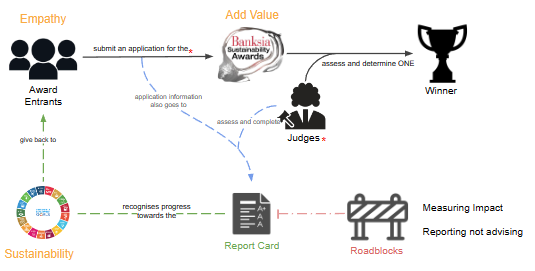 Empathy
Add Value
submit an application for the*
Banksia
Sustainability
Awards
assess and determine ONE
Award
Entrants
Winner
application information
also goes to
assess and complete
Judges*
give back to
recognises progress
towards the
Measuring Impact
Reporting not advising
Report Card
Roadblocks
Sustainability